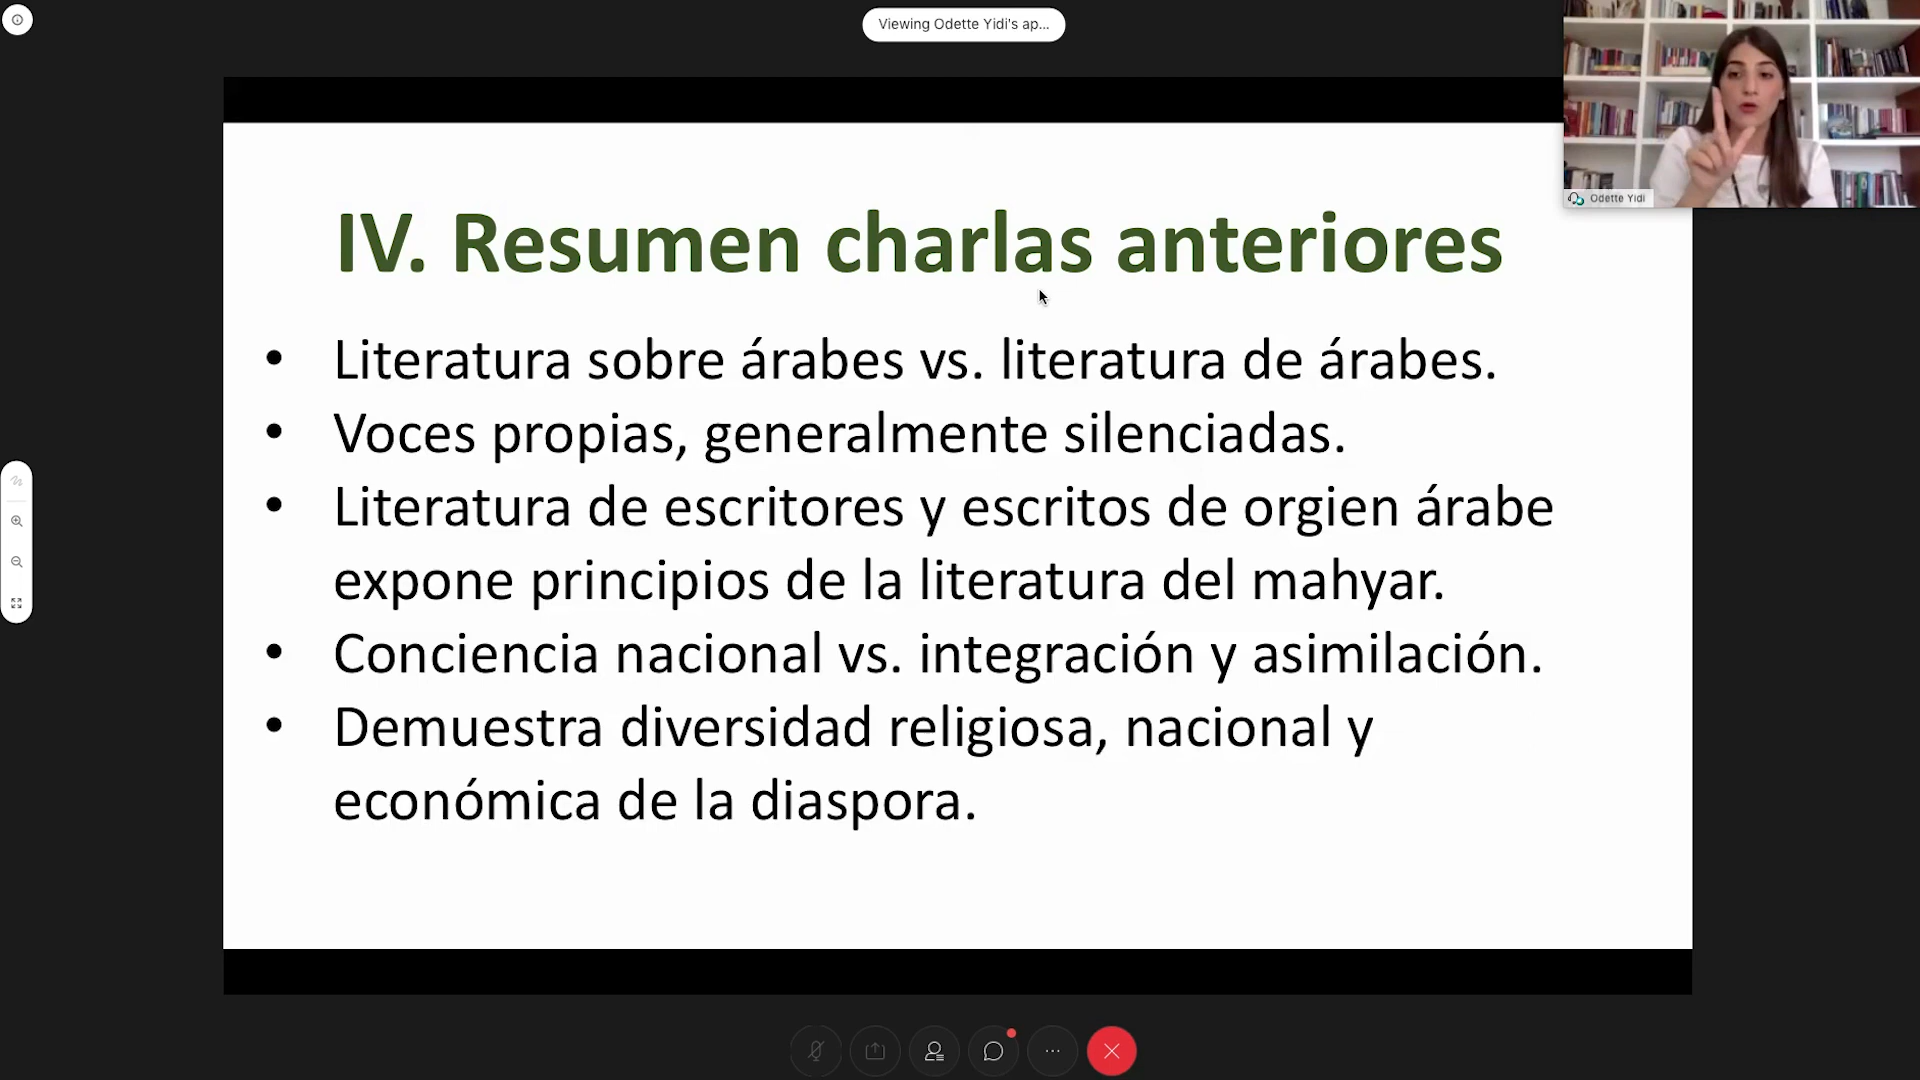 Viewing Odette Yidi's ap...
Odette Yidi
IV. Resumen charlas anteriores
• Literatura sobre árabes vs. literatura de árabes.
• Voces propias, generalmente silenciadas.
• Literatura de escritores y escritos de orgien árabe
expone principios de la literatura del mahyar.
• Conciencia nacional vs. integración y asimilación.
• Demuestra diversidad religiosa, nacional y
económica de la diaspora.